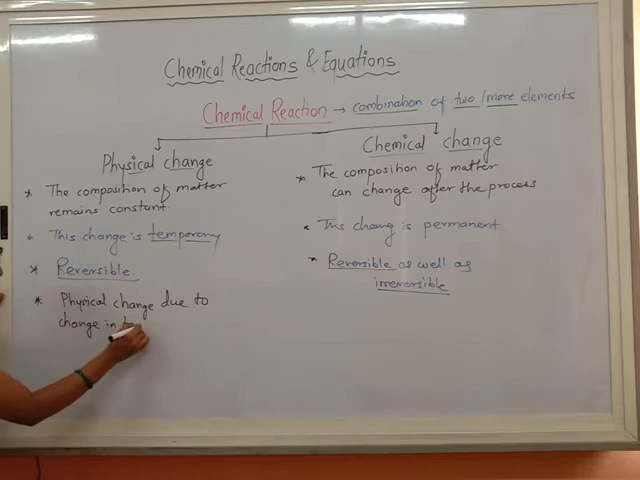 Chemical Reactions & Equations
Chemical Reaction → combination of two/more elements
Physical change
* The composition of matter
remains constant
* This change is temporary
* Reversible.
* Physical change due to
change in
Chemical change
* The composition of matter
can change after the process
* This chang is permanent
* Reversible as well as
irreversible